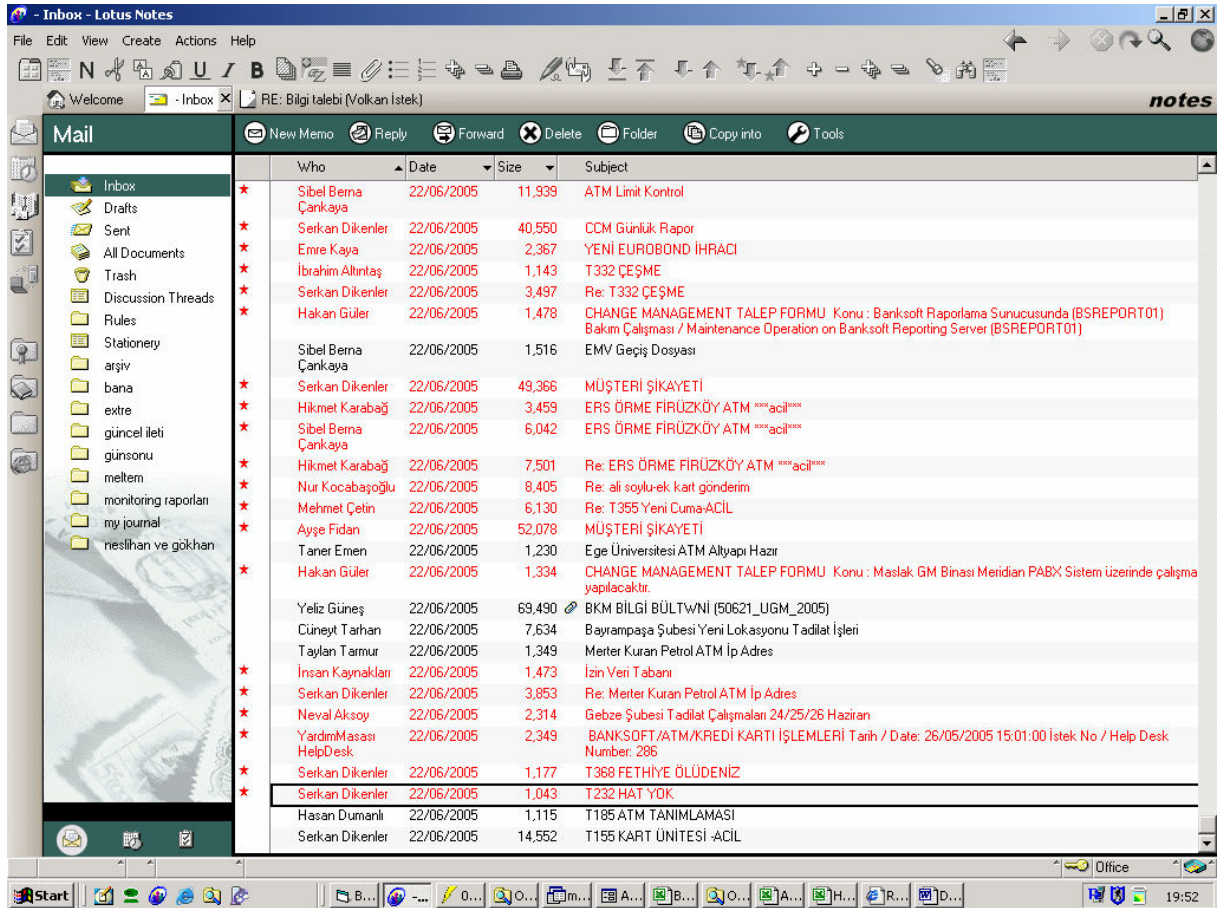 - Inbox - Lotus Notes
File Edit View Create Actions Help
Welcome - Inbox RE: Bilgi talebi (Volkan İstek) notes
Mail New Memo Reply Forward Delete Folder Copy into Tools
Who Date Size Subject
Inbox
Drafts
Sent
All Documents
Trash
Discussion Threads
Rules
Stationery
arşiv
bana
extre
güncel ileti
günsonu
meltem
monitoring raporları
my journal
neslihan ve gökhan
Sibel Berna Çankaya 22/06/2005 11,939 ATM Limit Kontrol
Serkan Dikenler 22/06/2005 40,550 CCM Günlük Rapor
Emre Kaya 22/06/2005 2,367 YENİ EUROBOND İHRACI
İbrahim Altıntaş 22/06/2005 1,143 T332 ÇEŞME
Serkan Dikenler 22/06/2005 3,497 Re: T332 ÇEŞME
Hakan Güler 22/06/2005 1,478 CHANGE MANAGEMENT TALEP FORMU Konu : Banksoft Raporlama Sunucusunda (BSREPORT01)
Bakım Çalışması / Maintenance Operation on Banksoft Reporting Server (BSREPORT01)
Sibel Berna Çankaya 22/06/2005 1,516 EMV Geçiş Dosyası
Serkan Dikenler 22/06/2005 49,366 MÜŞTERİ ŞİKAYETİ
Hikmet Karabağ 22/06/2005 3,459 ERS ÖRME FİRÜZKÖY ATM ***acil***
Sibel Berna Çankaya 22/06/2005 6,042 ERS ÖRME FİRÜZKÖY ATM ***acil***
Hikmet Karabağ 22/06/2005 7,501 Re: ERS ÖRME FİRÜZKÖY ATM ***acil***
Nur Kocabaşoğlu 22/06/2005 8,405 Re: ali soylu-ek kart gönderim
Mehmet Çetin 22/06/2005 6,130 Re: T355 Yeni Cuma-ACİL
Ayşe Fidan 22/06/2005 52,078 MÜŞTERİ ŞİKAYETİ
Taner Emen 22/06/2005 1,230 Ege Üniversitesi ATM Altyapı Hazır
Hakan Güler 22/06/2005 1,334 CHANGE MANAGEMENT TALEP FORMU Konu : Maslak GM Binası Meridian PABX Sistem üzerinde çalışma
yapılacaktır.
Yeliz Güneş 22/06/2005 69,490 BKM BİLGİ BÜLTWNİ (50621_UGM_2005)
Cüneyt Tarhan 22/06/2005 7,634 Bayrampaşa Şubesi Yeni Lokasyonu Tadilat İşleri
Taylan Tarmur 22/06/2005 1,349 Merter Kuran Petrol ATM İp Adres
İnsan Kaynakları 22/06/2005 1,473 İzin Veri Tabanı
Serkan Dikenler 22/06/2005 3,853 Re: Merter Kuran Petrol ATM İp Adres
Neval Aksoy 22/06/2005 2,314 Gebze Şubesi Tadilat Çalışmaları 24/25/26 Haziran
YardımMasası HelpDesk 22/06/2005 2,349 BANKSOFT/ATM/KREDİ KARTI İŞLEMLERİ Tarih / Date: 26/05/2005 15:01:00 İstek No / Help Desk
Number: 286
Serkan Dikenler 22/06/2005 1,177 T368 FETHİYE ÖLÜDENİZ
Serkan Dikenler 22/06/2005 1,043 T232 HAT YOK
Hasan Dumanlı 22/06/2005 1,115 T185 ATM TANIMLAMASI
Serkan Dikenler 22/06/2005 14,552 T155 KART ÜNİTESİ -ACİL
Office
Start B... -... 0... O... m... A... B... O... A... H... R... D... 19:52